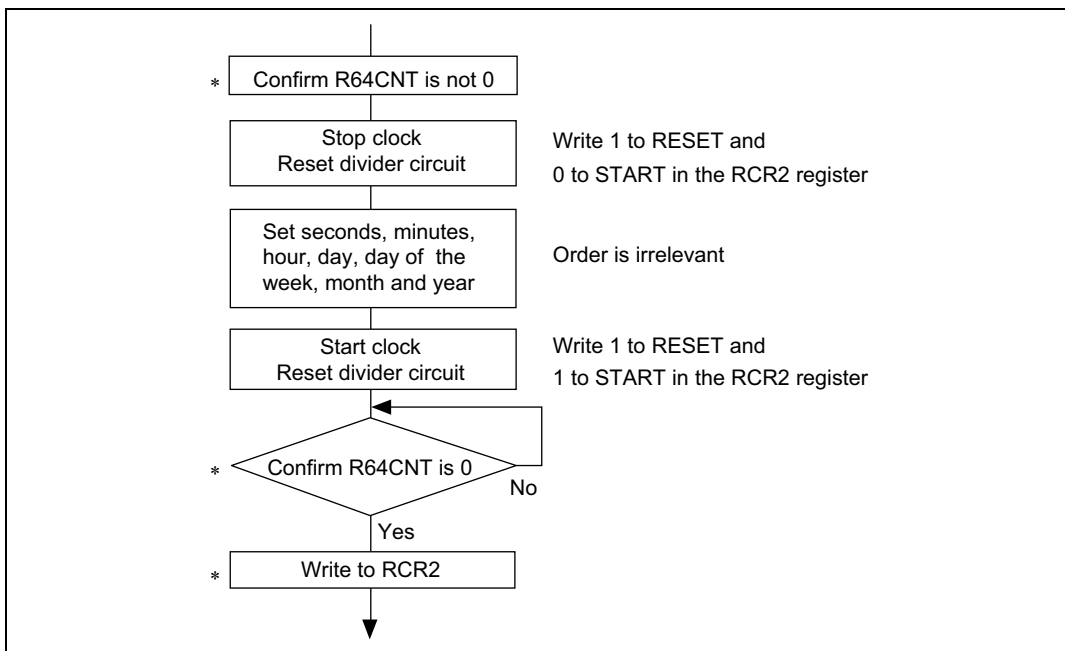 * Confirm R64CNT is not 0
Stop clock
Reset divider circuit
Write 1 to RESET and
0 to START in the RCR2 register
Set seconds, minutes,
hour, day, day of the
week, month and year
Order is irrelevant
Start clock
Reset divider circuit
Write 1 to RESET and
1 to START in the RCR2 register
* Confirm R64CNT is 0
No
Yes
* Write to RCR2